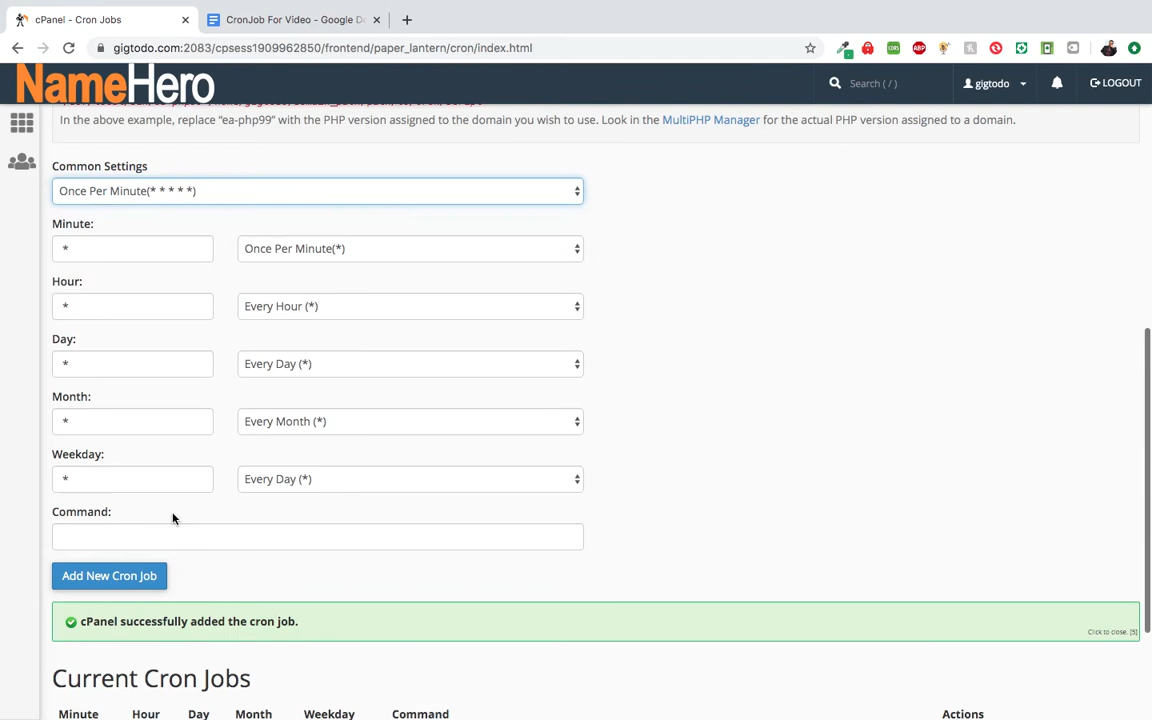 cPanel - Cron Jobs
CronJob For Video - Google D
gigtodo.com:2083/cpsess1909962850/frontend/paper_lantern/cron/index.html
NameHero
Search ( / )
gigtodo
LOGOUT
In the above example, replace “ea-php99” with the PHP version assigned to the domain you wish to use. Look in the MultiPHP Manager for the actual PHP version assigned to a domain.
Common Settings
Once Per Minute(* * * * *)
Minute:
* Once Per Minute(*)
Hour:
* Every Hour (*)
Day:
* Every Day (*)
Month:
* Every Month (*)
Weekday:
* Every Day (*)
Command:
Add New Cron Job
cPanel successfully added the cron job.
Click to close. [5]
Current Cron Jobs
Minute Hour Day Month Weekday Command Actions